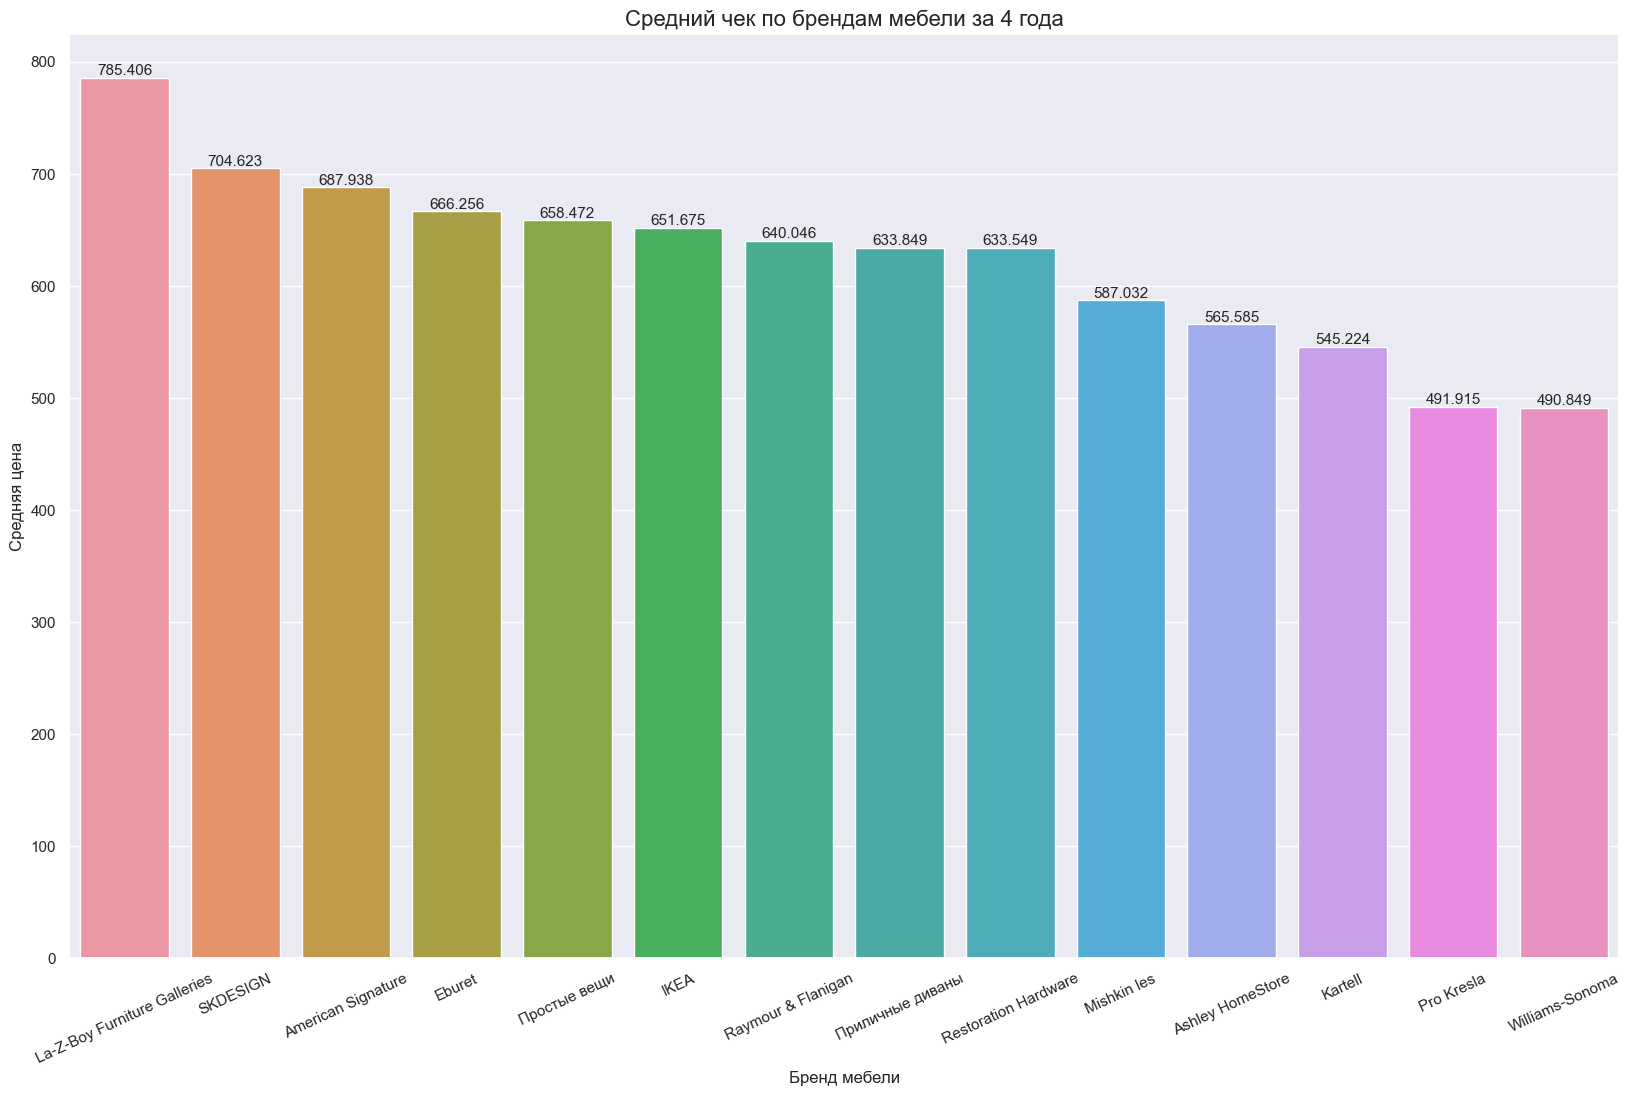 Средний чек по брендам мебели за 4 года
800
700
600
500
400
300
200
100
0
Средняя цена
785.406
704.623
687.938
666.256
658.472
651.675
640.046
633.849
633.549
587.032
565.585
545.224
491.915
490.849
La-Z-Boy Furniture Galleries
SKDESIGN
American Signature
Eburet
Простые вещи
IKEA
Raymour & Flanigan
Приличные диваны
Restoration Hardware
Mishkin les
Ashley HomeStore
Kartell
Pro Kresla
Williams-Sonoma
Бренд мебели